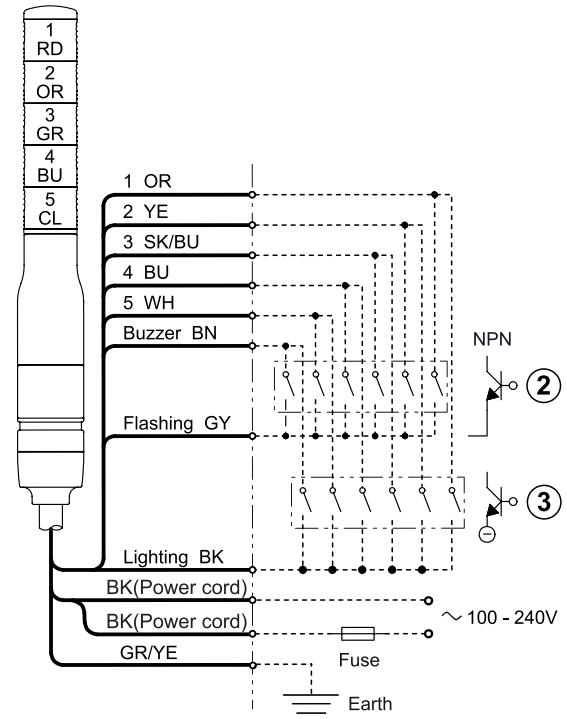 1
RD
2
OR
3
GR
4
BU
5
CL
1 OR
2 YE
3 SK/BU
4 BU
5 WH
Buzzer BN
NPN
2
Flashing GY
3
Lighting BK
BK(Power cord)
～ 100 - 240V
BK(Power cord)
Fuse
GR/YE
Earth